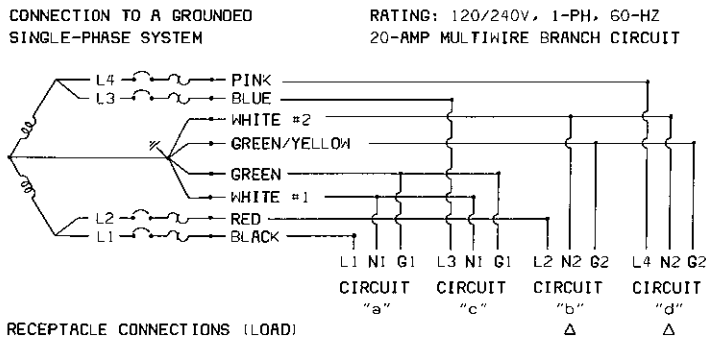 CONNECTION TO A GROUNDED
SINGLE-PHASE SYSTEM
RATING: 120/240V, 1-PH, 60-HZ
20-AMP MULTIWIRE BRANCH CIRCUIT
L4 PINK
L3 BLUE
WHITE #2
GREEN/YELLOW
GREEN
WHITE #1
L2 RED
L1 BLACK
L1 N1 G1 L3 N1 G1 L2 N2 G2 L4 N2 G2
CIRCUIT CIRCUIT CIRCUIT CIRCUIT
"a" "c" "b" "d"
Δ Δ
RECEPTACLE CONNECTIONS (LOAD)